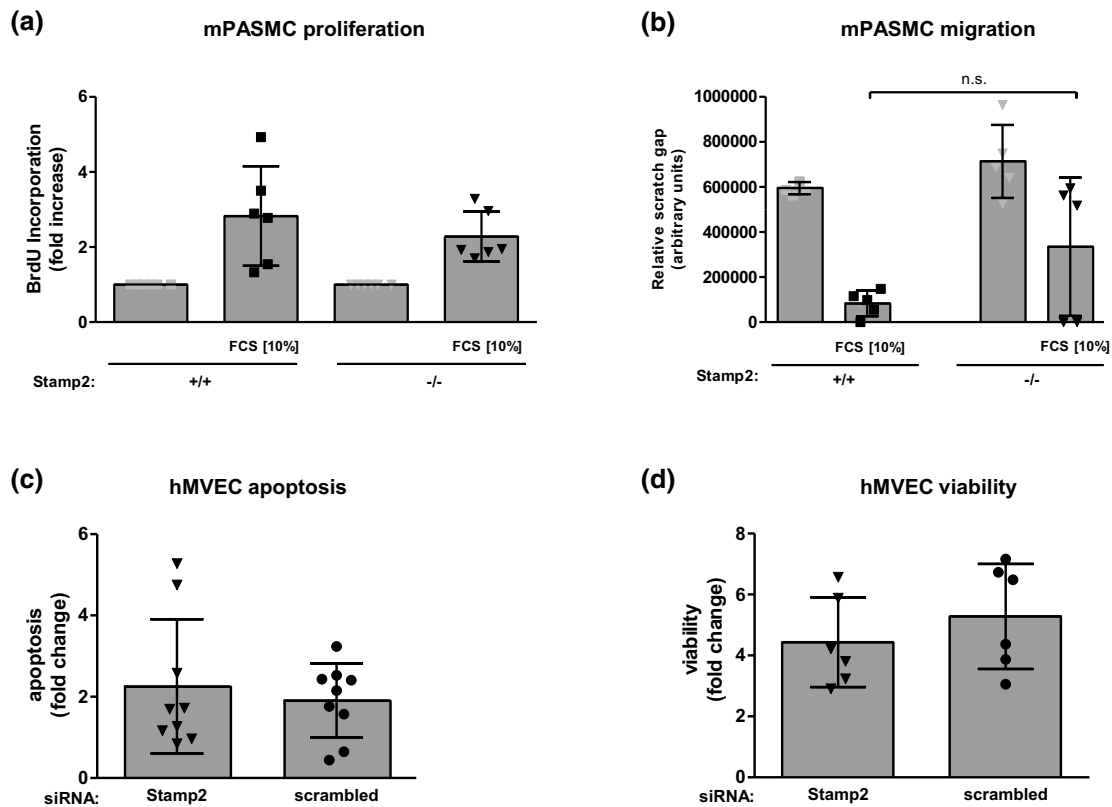 (a)
mPASMC proliferation
BrdU Incorporation
(fold increase)
6
4
2
0
FCS [10%]
FCS [10%]
Stamp2:
+/+
-/-
(b)
mPASMC migration
n.s.
Relative scratch gap
(arbitrary units)
1000000
800000
600000
400000
200000
0
FCS [10%]
FCS [10%]
Stamp2:
+/+
-/-
(c)
hMVEC apoptosis
apoptosis
(fold change)
6
4
2
0
siRNA:
Stamp2
scrambled
(d)
hMVEC viability
viability
(fold change)
8
6
4
2
0
siRNA:
Stamp2
scrambled